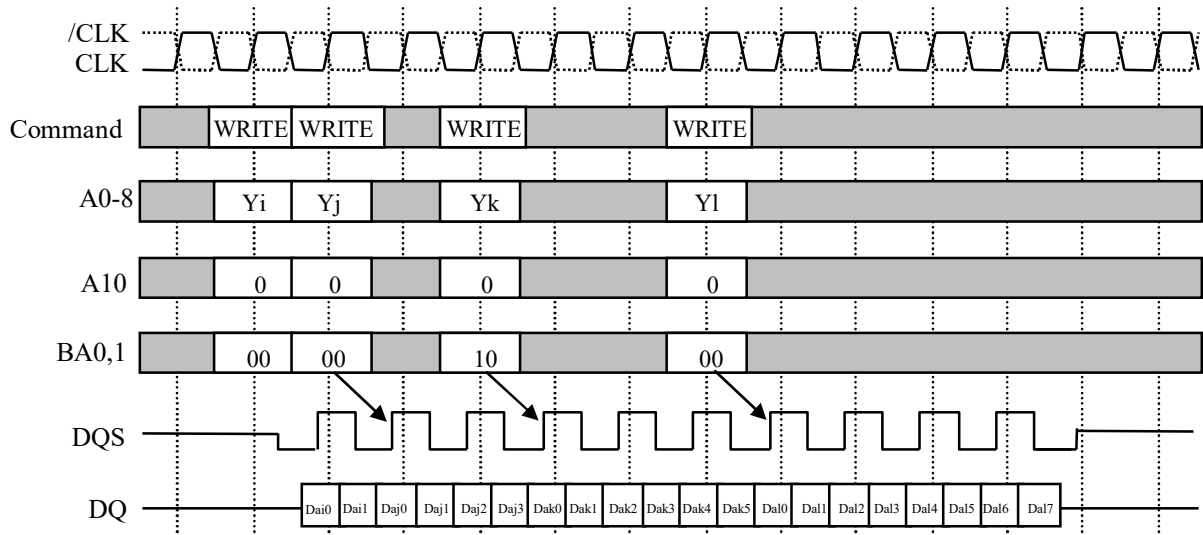 /CLK
CLK
Command WRITE WRITE WRITE WRITE
A0-8 Yi Yj Yk Yl
A10 0 0 0 0
BA0,1 00 00 10 00
DQS
DQ Dai0 Dai1 Daj0 Daj1 Daj2 Daj3 Dak0 Dak1 Dak2 Dak3 Dak4 Dak5 Dal0 Dal1 Dal2 Dal3 Dal4 Dal5 Dal6 Dal7